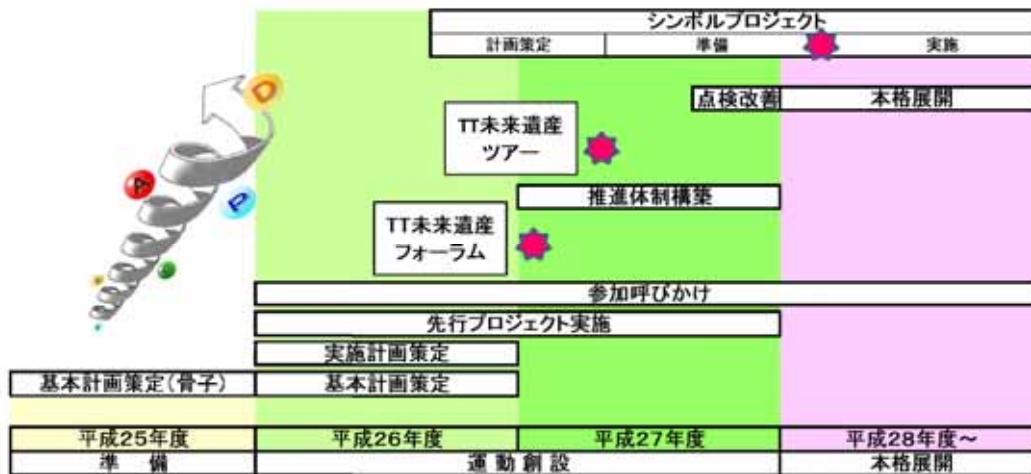 シンボルプロジェクト
計画策定 準備 実施
点検改善 本格展開
TT未来遺産
ツアー
推進体制構築
TT未来遺産
フォーラム
参加呼びかけ
先行プロジェクト実施
実施計画策定
基本計画策定(骨子) 基本計画策定
平成25年度 平成26年度 平成27年度 平成28年度~
準 備 運 動 創 設 本格展開
D
A
P